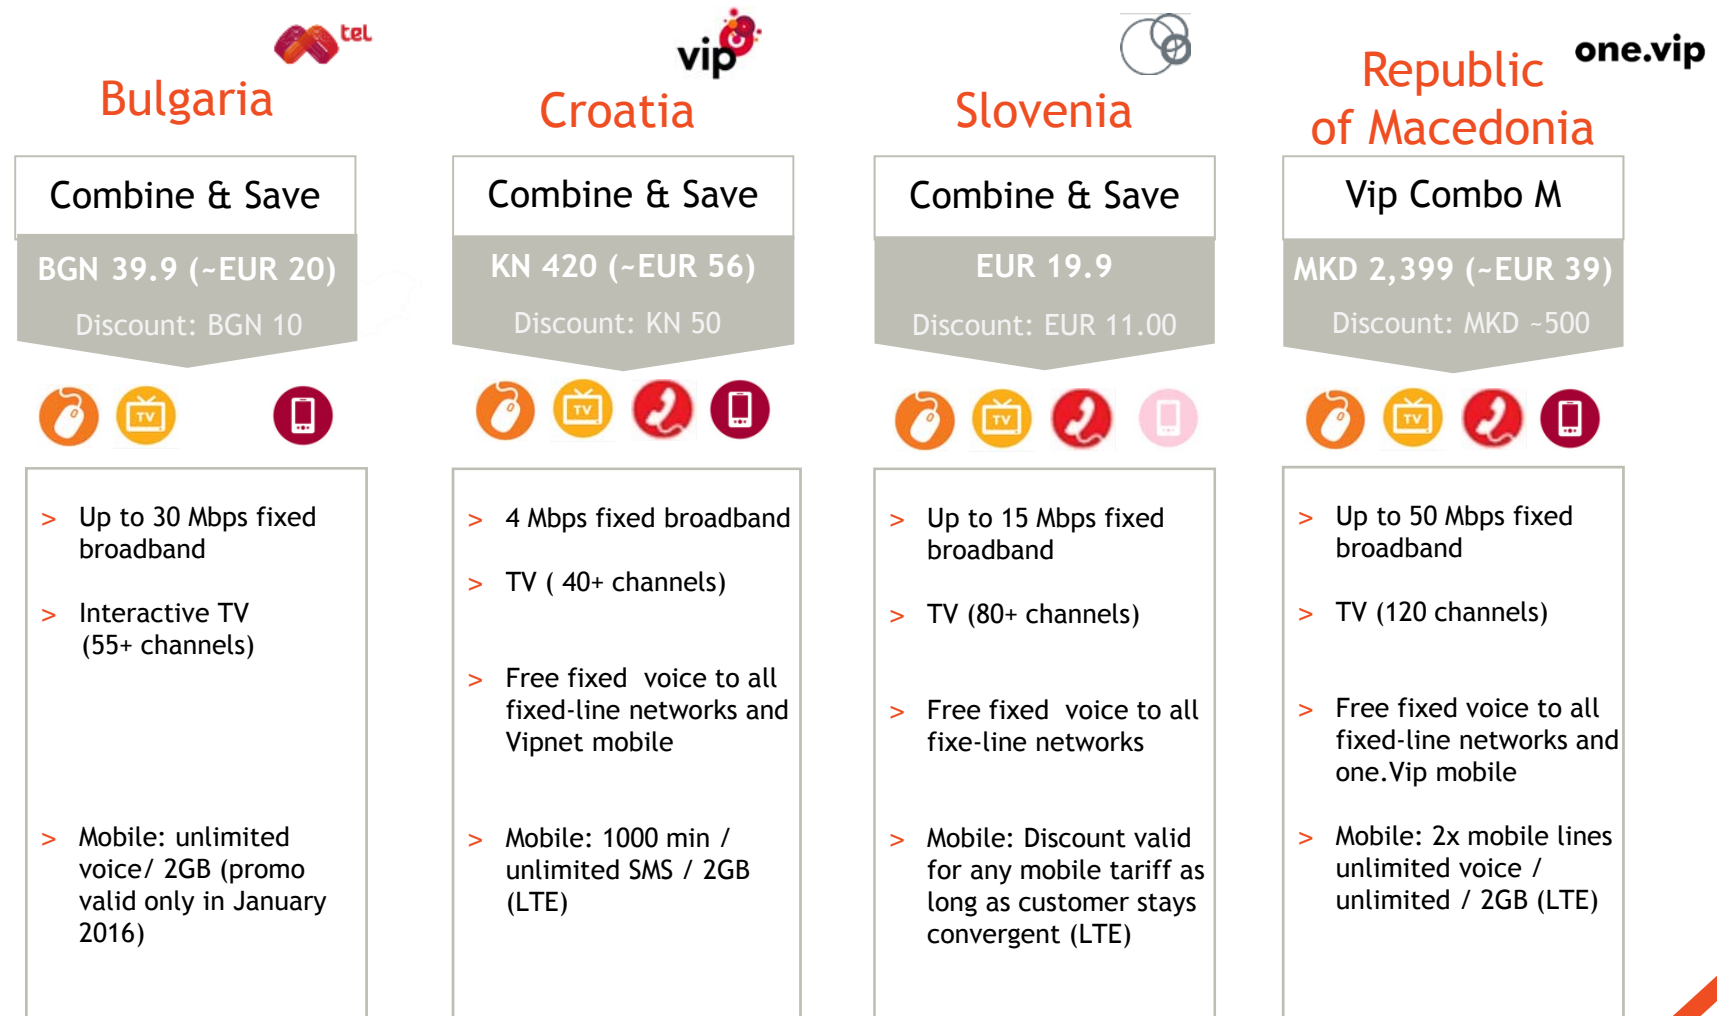 tel
Bulgaria
Combine & Save
BGN 39.9 (~EUR 20)
Discount: BGN 10
TV
> Up to 30 Mbps fixed
broadband
> Interactive TV
(55+ channels)
> Mobile: unlimited
voice/ 2GB (promo
valid only in January
2016)
vip
Croatia
Combine & Save
KN 420 (~EUR 56)
Discount: KN 50
TV
> 4 Mbps fixed broadband
> TV ( 40+ channels)
> Free fixed voice to all
fixed-line networks and
Vipnet mobile
> Mobile: 1000 min /
unlimited SMS / 2GB
(LTE)
Slovenia
Combine & Save
EUR 19.9
Discount: EUR 11.00
TV
> Up to 15 Mbps fixed
broadband
> TV (80+ channels)
> Free fixed voice to all
fixe-line networks
> Mobile: Discount valid
for any mobile tariff as
long as customer stays
convergent (LTE)
one.vip
Republic
of Macedonia
Vip Combo M
MKD 2,399 (~EUR 39)
Discount: MKD ~500
TV
> Up to 50 Mbps fixed
broadband
> TV (120 channels)
> Free fixed voice to all
fixed-line networks and
one.Vip mobile
> Mobile: 2x mobile lines
unlimited voice /
unlimited / 2GB (LTE)